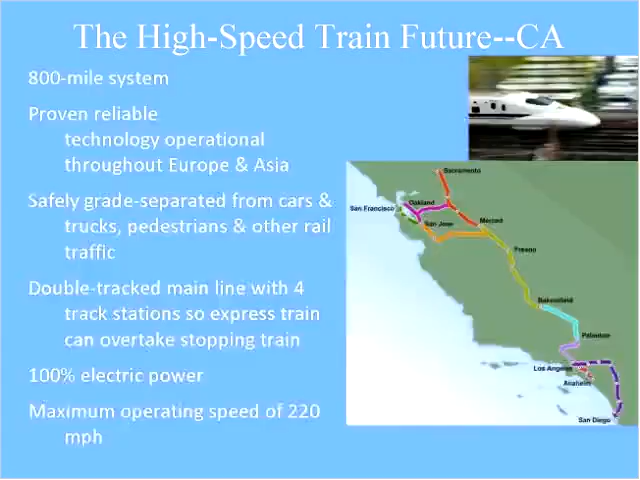 The High-Speed Train Future--CA
800-mile system
Proven reliable
technology operational
throughout Europe & Asia
Safely grade-separated from cars &
trucks, pedestrians & other rail
traffic
Double-tracked main line with 4
track stations so express train
can overtake stopping train
100% electric power
Maximum operating speed of 220
mph
Sacramento
Oakland
San Francisco
San Jose
Merced
Fresno
Bakersfield
Palmdale
Los Angeles
Anaheim
San Diego